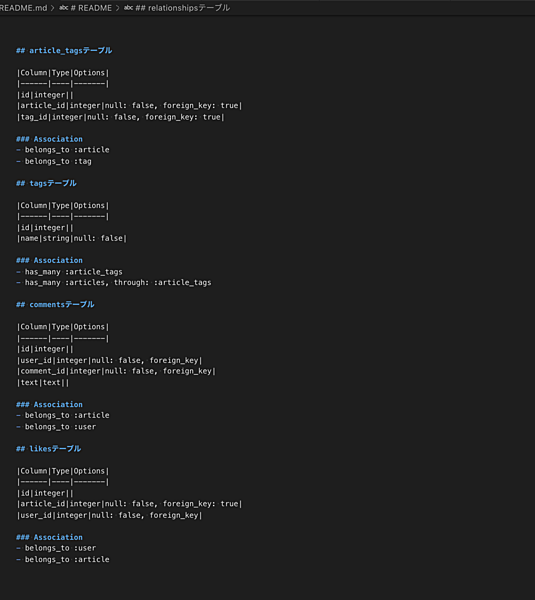 README.md > abc # README > abc ## relationshipsテーブル
## article_tagsテーブル
|Column|Type|Options|
|------|----|-------|
|id|integer||
|article_id|integer|null: false, foreign_key: true|
|tag_id|integer|null: false, foreign_key: true|
### Association
- belongs_to :article
- belongs_to :tag
## tagsテーブル
|Column|Type|Options|
|------|----|-------|
|id|integer||
|name|string|null: false|
### Association
- has_many :article_tags
- has_many :articles, through: :article_tags
## commentsテーブル
|Column|Type|Options|
|------|----|-------|
|id|integer||
|user_id|integer|null: false, foreign_key|
|comment_id|integer|null: false, foreign_key|
|text|text||
### Association
- belongs_to :article
- belongs_to :user
## likesテーブル
|Column|Type|Options|
|------|----|-------|
|id|integer||
|article_id|integer|null: false, foreign_key: true|
|user_id|integer|null: false, foreign_key|
### Association
- belongs_to :user
- belongs_to :article